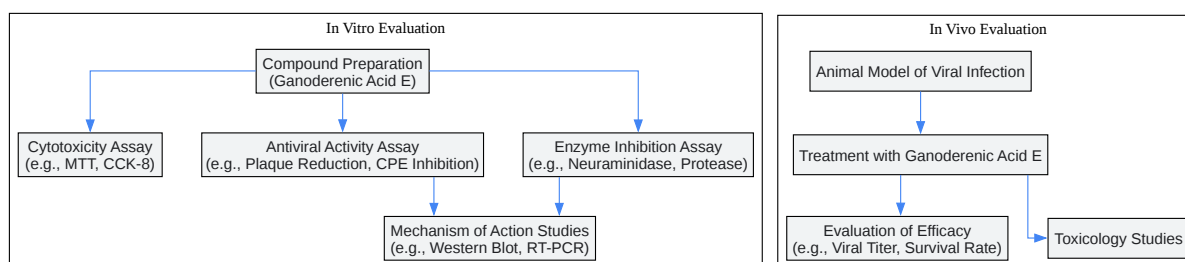 In Vitro Evaluation
Compound Preparation
(Ganoderenic Acid E)
Cytotoxicity Assay
(e.g., MTT, CCK-8)
Antiviral Activity Assay
(e.g., Plaque Reduction, CPE Inhibition)
Enzyme Inhibition Assay
(e.g., Neuraminidase, Protease)
Mechanism of Action Studies
(e.g., Western Blot, RT-PCR)
In Vivo Evaluation
Animal Model of Viral Infection
Treatment with Ganoderenic Acid E
Evaluation of Efficacy
(e.g., Viral Titer, Survival Rate)
Toxicology Studies